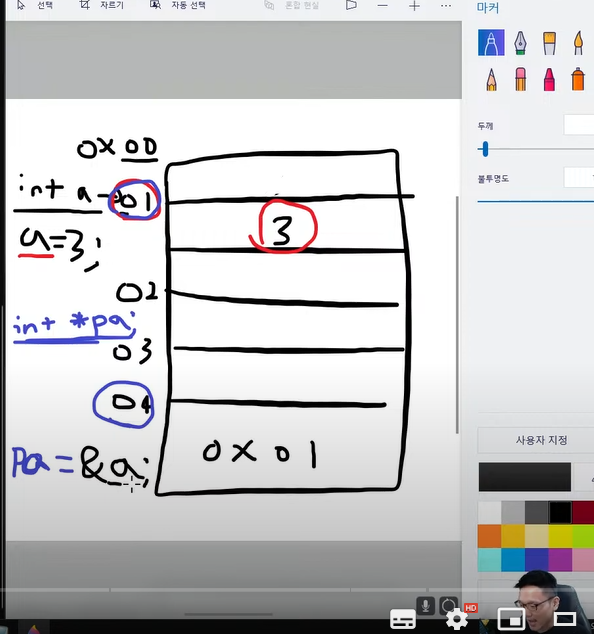 선택
자르기
자동 선택
혼합 현실
마커
두께
불투명도
0x00
int a
01
a=3;
3
02
int *pa;
03
04
pa=&a;
0x01
사용자 지정
HD